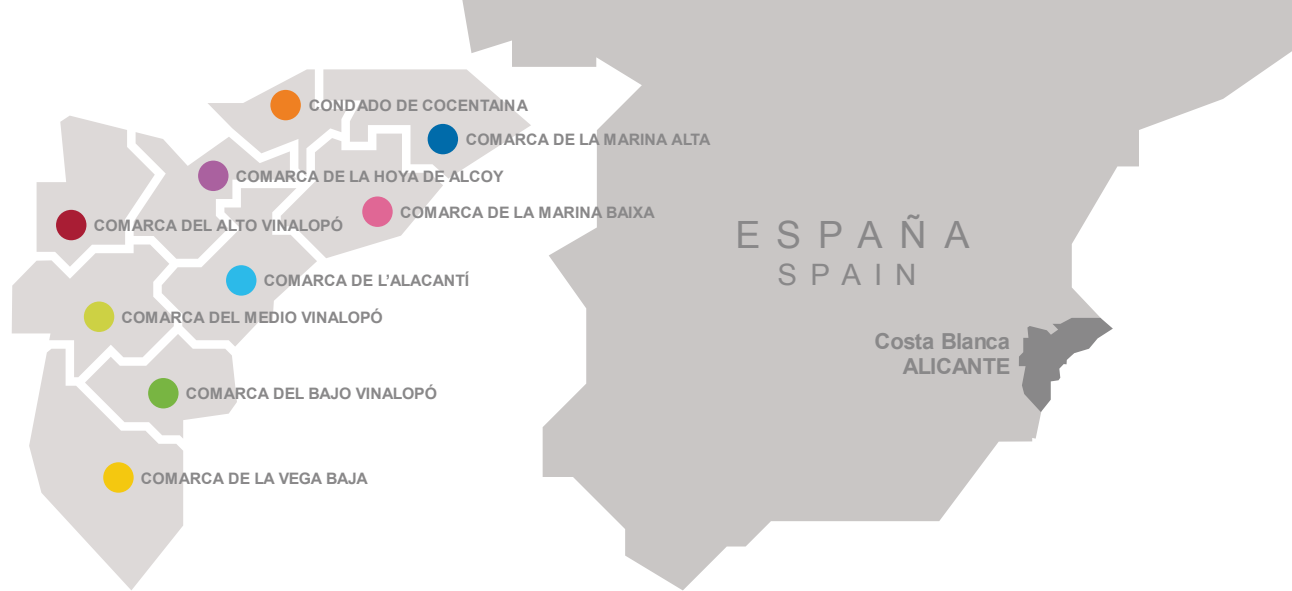 CONDADO DE COCENTAINA
COMARCA DE LA MARINA ALTA
COMARCA DE LA HOYA DE ALCOY
COMARCA DE LA MARINA BAIXA
COMARCA DEL ALTO VINALOPÓ
COMARCA DE L’ALACANTÍ
COMARCA DEL MEDIO VINALOPÓ
COMARCA DEL BAJO VINALOPÓ
COMARCA DE LA VEGA BAJA
ESPAÑA
SPAIN
Costa Blanca
ALICANTE